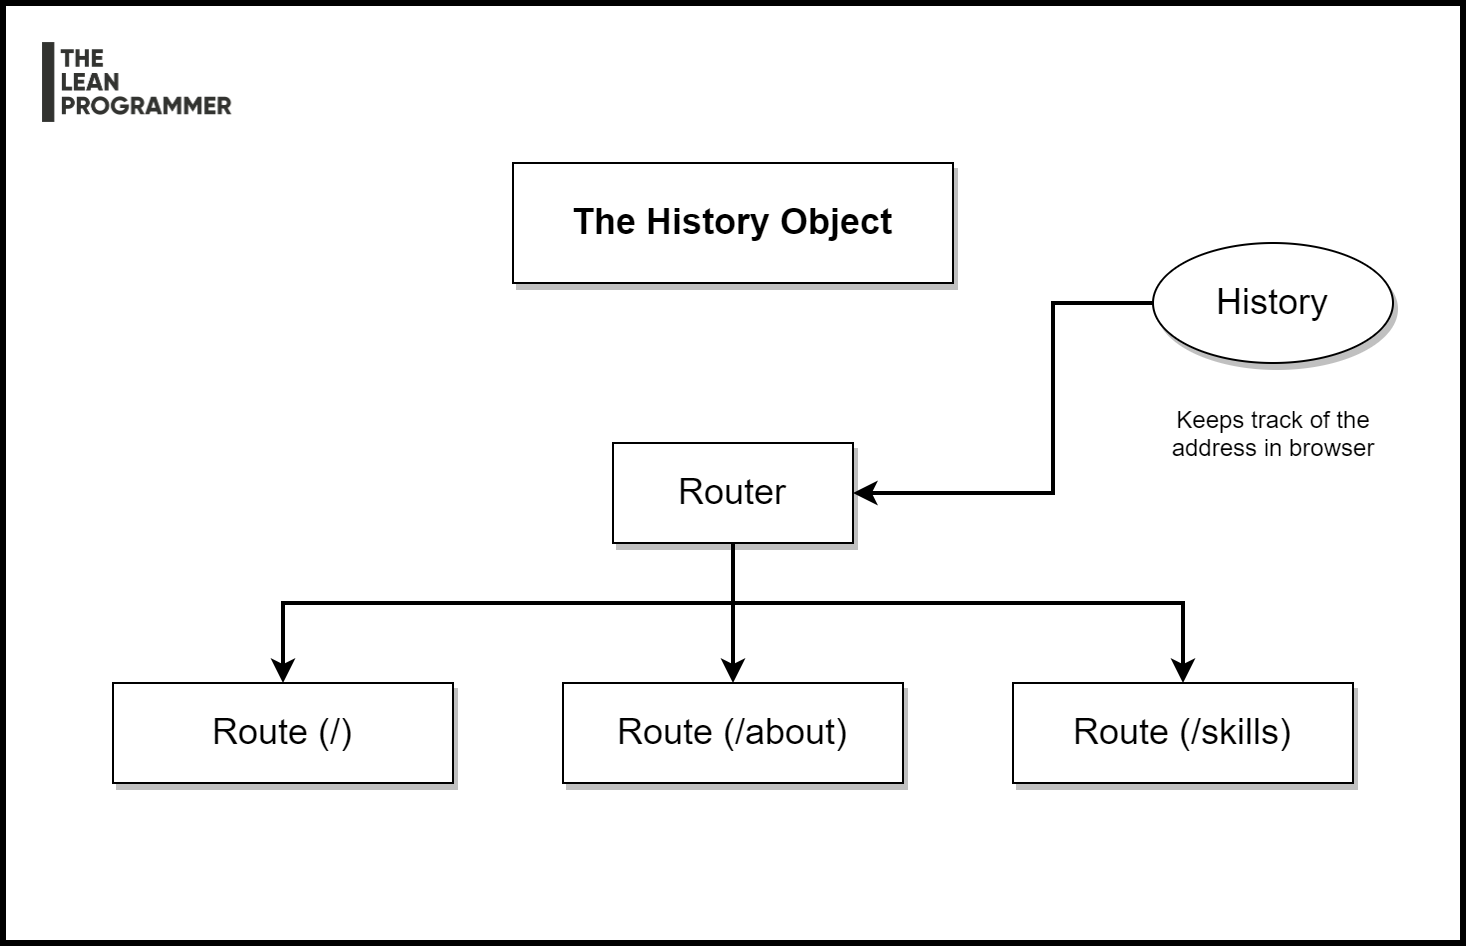 THE
LEAN
PROGRAMMER
The History Object
History
Keeps track of the
address in browser
Router
Route (/)
Route (/about)
Route (/skills)